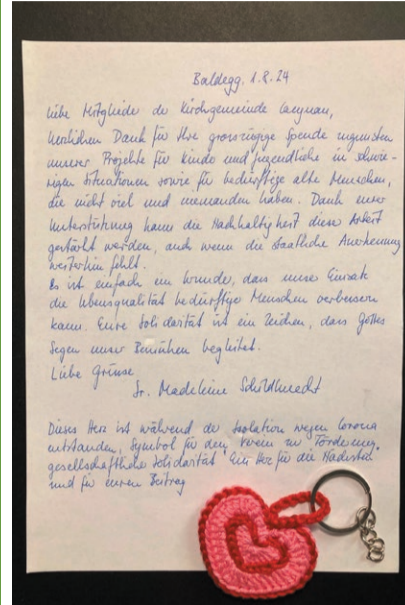 Baldegg. 1.8.24
Liebe Mitglieder der Kirchgemeinde
Herzlichen Dank für Ihre grosszügige Spende zugunsten
unserer Projekte für Kinder und Jugendliche in schwie-
rigen Situationen sowie für bedürftige alte Menschen,
die nicht viel und niemanden haben. Dank eurer
Unterstützung kann die Nachhaltigkeit dieser Arbeit
gestärkt werden, auch wenn die staatliche Anerkennung
weiterhin fehlt.
Es ist einfach ein Wunder, dass unser Einsatz
die Lebensqualität bedürftiger Menschen verbessern
kann. Eure Solidarität ist ein Zeichen, dass Gottes
Segen unser Bemühen begleitet.
Liebe Grüsse
Sr. Madeleine Schildknecht
Dieses Herz ist während der Isolation wegen Corona
entstanden, Symbol für den Verein zur Förderung
gesellschaftlicher Solidarität "Ein Herz für die Nächsten"
und für euren Beitrag